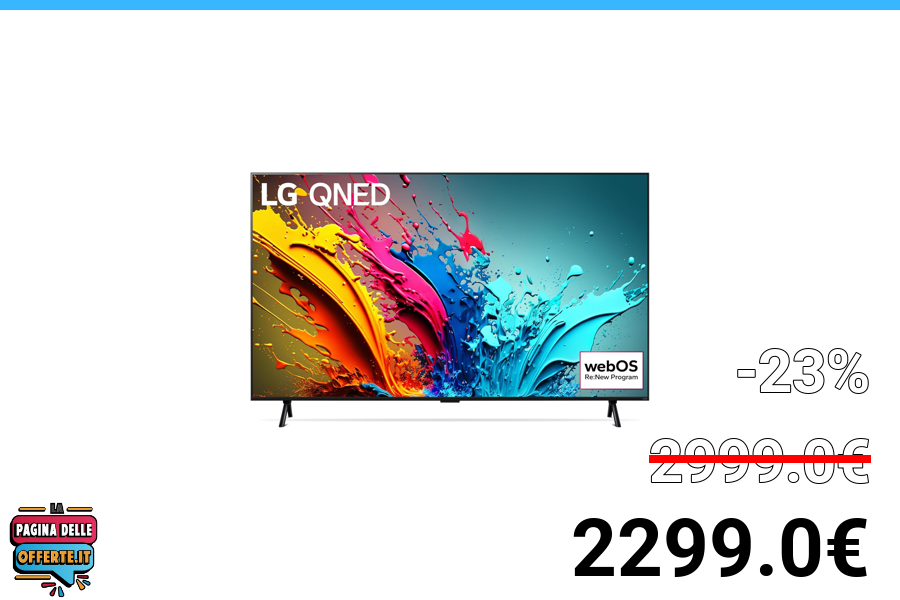 LG QNED
webOS
Re:New Program
-23%
2999.0€
2299.0€
LA
PAGINA DELLE
OFFERTE.IT